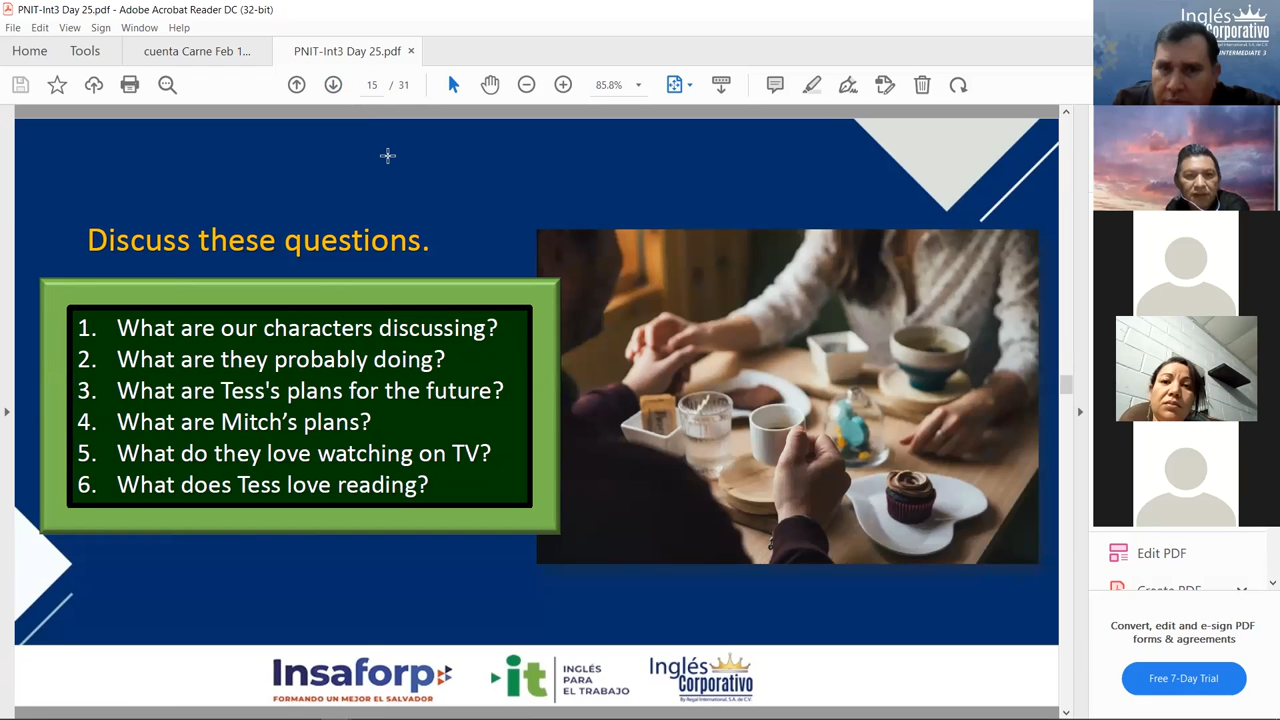 PNIT-Int3 Day 25.pdf - Adobe Acrobat Reader DC (32-bit)
File Edit View Sign Window Help
Home Tools cuenta Carne Feb 1... PNIT-Int3 Day 25.pdf ×
15 / 31 85.8%
Discuss these questions.
1. What are our characters discussing?
2. What are they probably doing?
3. What are Tess's plans for the future?
4. What are Mitch’s plans?
5. What do they love watching on TV?
6. What does Tess love reading?
Insaforp
FORMANDO UN MEJOR EL SALVADOR
it INGLÉS PARA EL TRABAJO
Inglés
Corporativo
By Regal International, S.A. de C.V.
Inglés
Corporativo
INTERMEDIATE 3
Edit PDF
Convert, edit and e-sign PDF
forms & agreements
Free 7-Day Trial